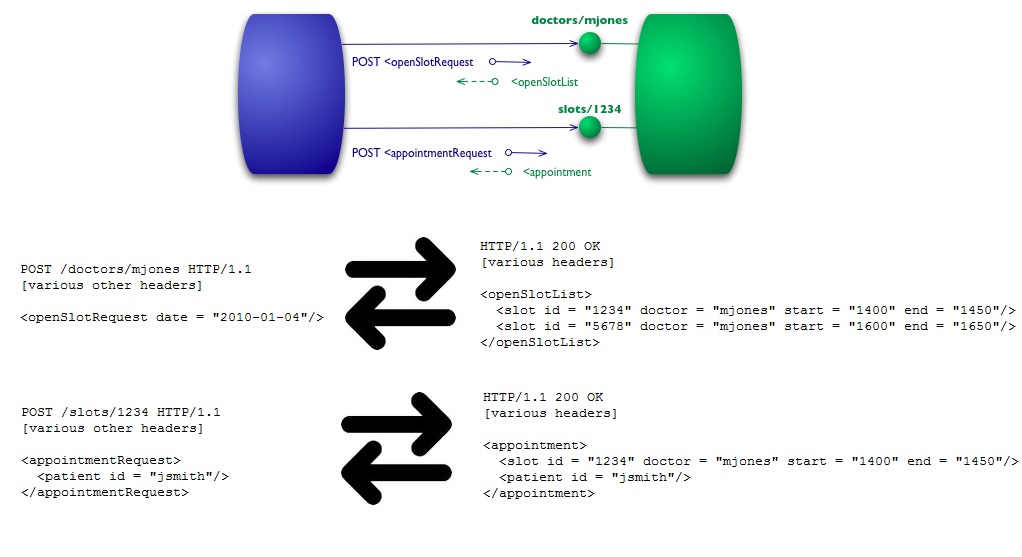 doctors/mjones
POST <openSlotRequest
<openSlotList
slots/1234
POST <appointmentRequest
<appointment
POST /doctors/mjones HTTP/1.1
[various other headers]
<openSlotRequest date = "2010-01-04"/>
HTTP/1.1 200 OK
[various headers]
<openSlotList>
<slot id = "1234" doctor = "mjones" start = "1400" end = "1450"/>
<slot id = "5678" doctor = "mjones" start = "1600" end = "1650"/>
</openSlotList>
POST /slots/1234 HTTP/1.1
[various other headers]
<appointmentRequest>
<patient id = "jsmith"/>
</appointmentRequest>
HTTP/1.1 200 OK
[various headers]
<appointment>
<slot id = "1234" doctor = "mjones" start = "1400" end = "1450"/>
<patient id = "jsmith"/>
</appointment>